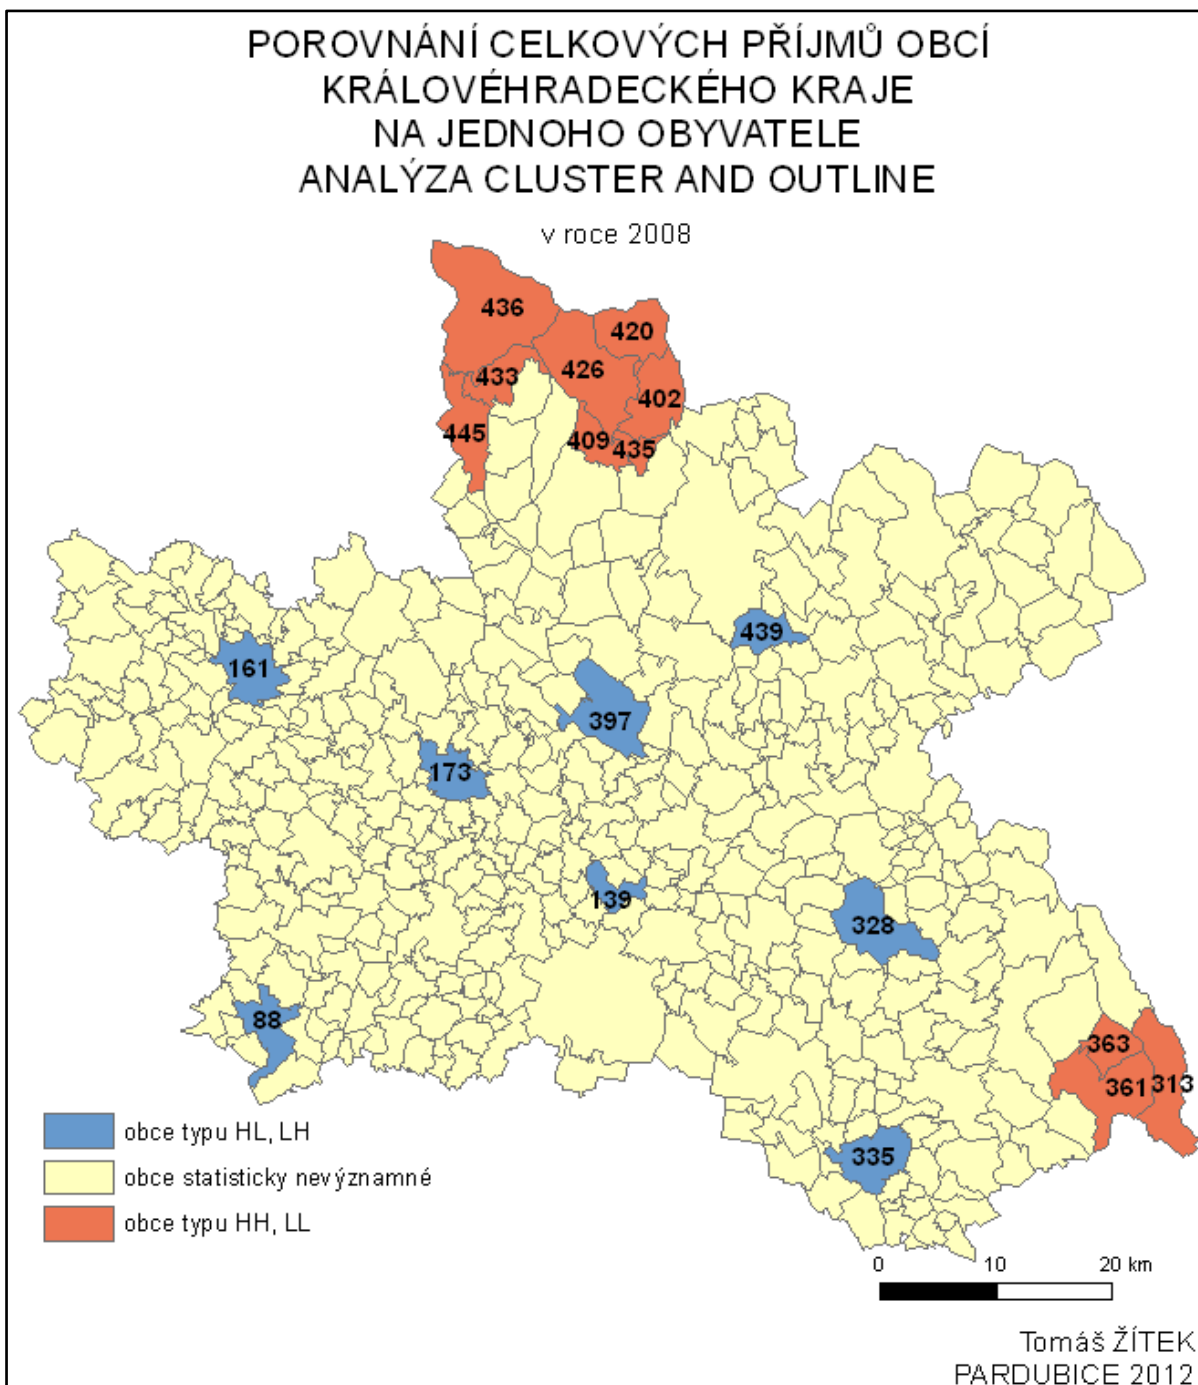 POROVNÁNÍ CELKOVÝCH PŘÍJMŮ OBCÍ
KRÁLOVÉHRADECKÉHO KRAJE
NA JEDNOHO OBYVATELE
ANALÝZA CLUSTER AND OUTLINE
v roce 2008
436
420
426
433
402
445
409
435
439
161
397
173
139
328
88
363
361
313
335
obce typu HL, LH
obce statisticky nevýznamné
obce typu HH, LL
0 10 20 km
Tomáš ŽÍTEK
PARDUBICE 2012